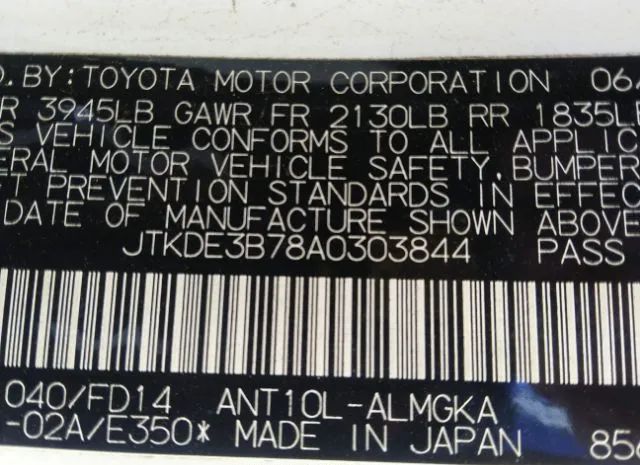 D. BY: TOYOTA MOTOR CORPORATION 06
R 3945LB GAWR FR 2130LB RR 1835L
S VEHICLE CONFORMS TO ALL APPLIC
ERAL MOTOR VEHICLE SAFETY, BUMPER
T PREVENTION STANDARDS IN EFFEC
DATE OF MANUFACTURE SHOWN ABOVE
JTKDE3B78A0303844 PASS
040/FD14 ANT10L-ALMGKA
-02A/E350* MADE IN JAPAN 856